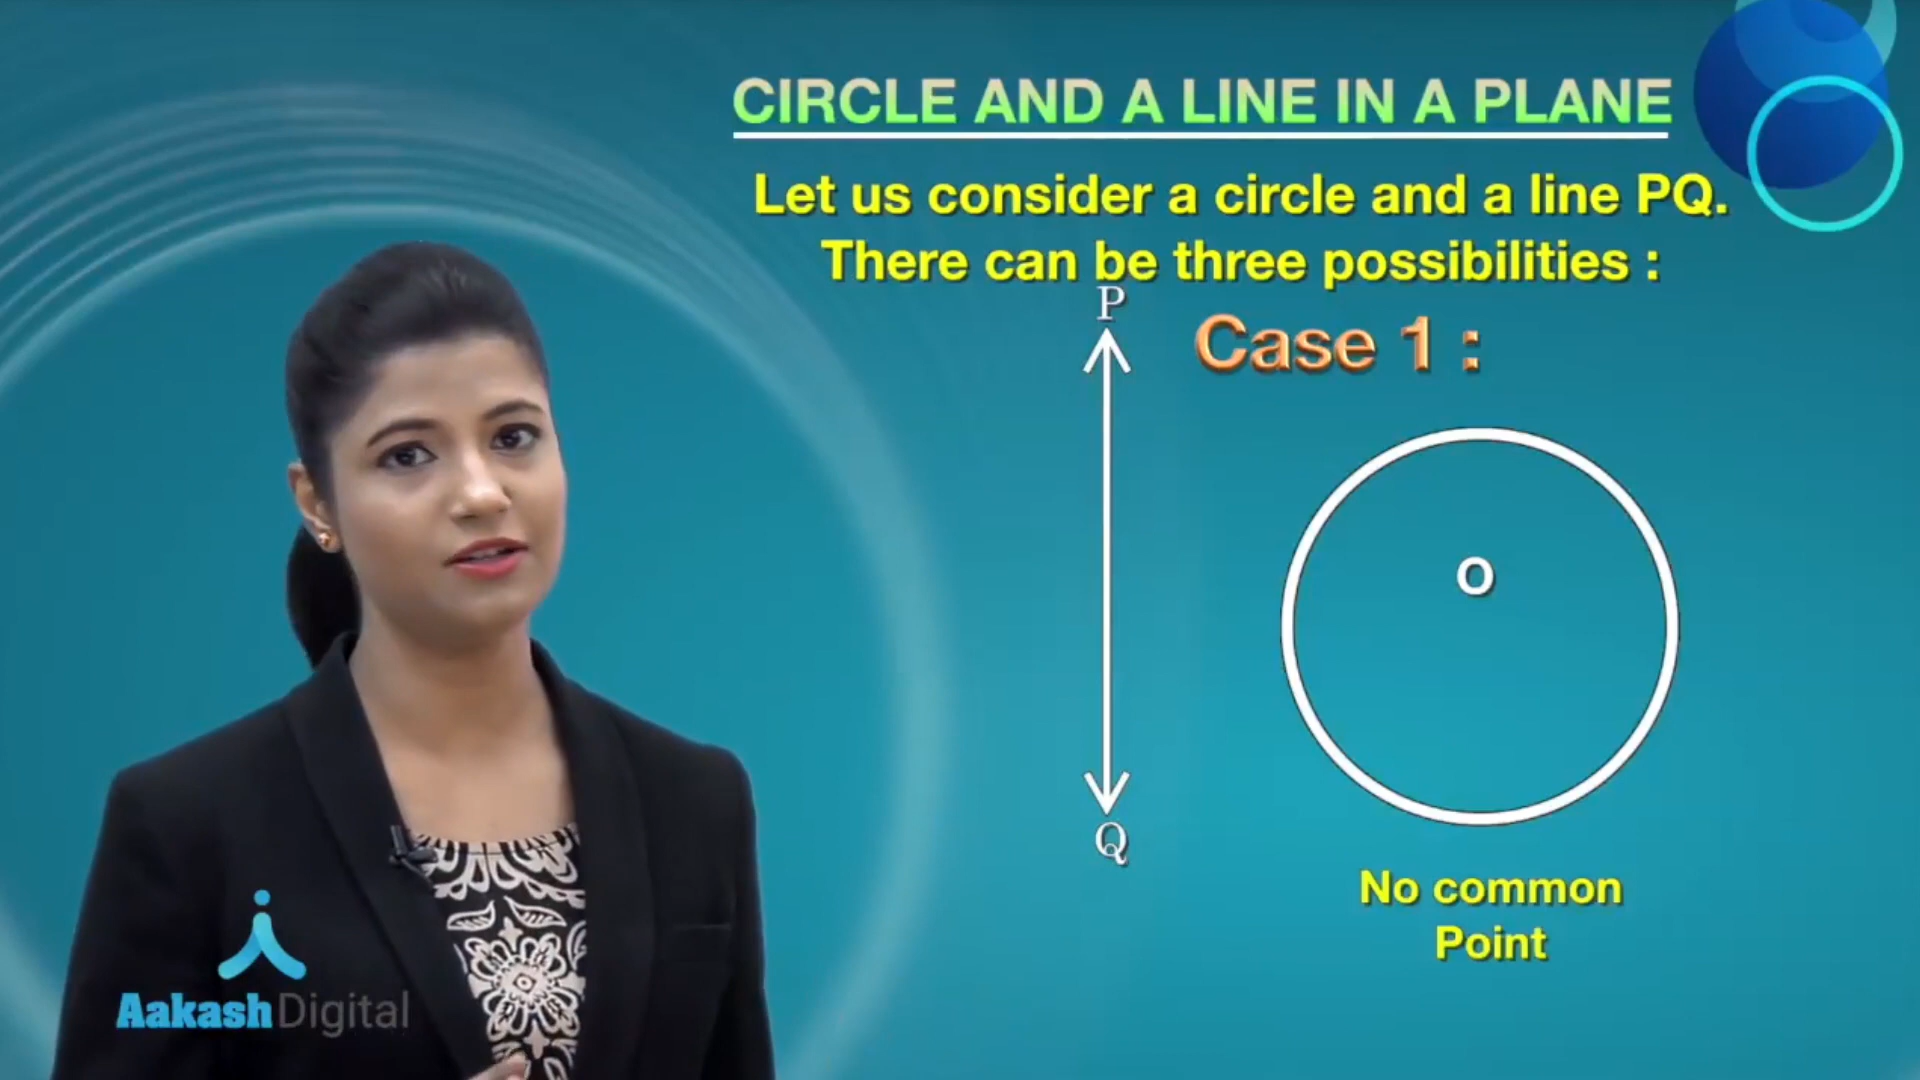 CIRCLE AND A LINE IN A PLANE
Let us consider a circle and a line PQ.
There can be three possibilities :
P
Case 1 :
O
Q
No common
Point
Aakash Digital